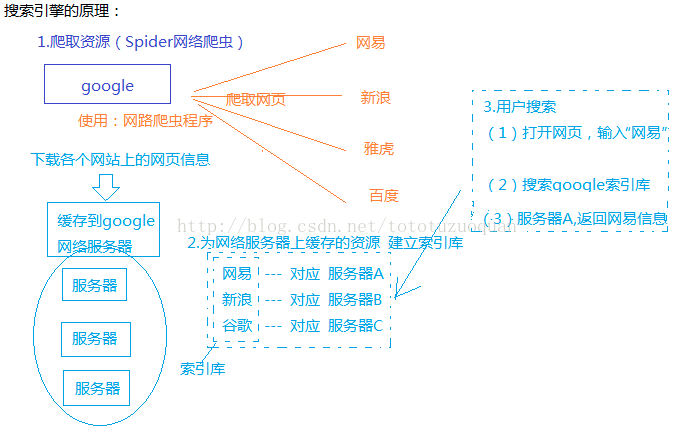 搜索引擎的原理：
1.爬取资源（Spider网络爬虫）
google
爬取网页
网易
新浪
雅虎
百度
使用：网路爬虫程序
下载各个网站上的网页信息
缓存到google
网络服务器
服务器
服务器
服务器
2.为网络服务器上缓存的资源 建立索引库
网易 --- 对应 服务器A
新浪 --- 对应 服务器B
谷歌 --- 对应 服务器C
索引库
3.用户搜索
（1）打开网页，输入“网易”
（2）搜索google索引库
（3）服务器A,返回网易信息
http://blog.csdn.net/tototuzuoquan